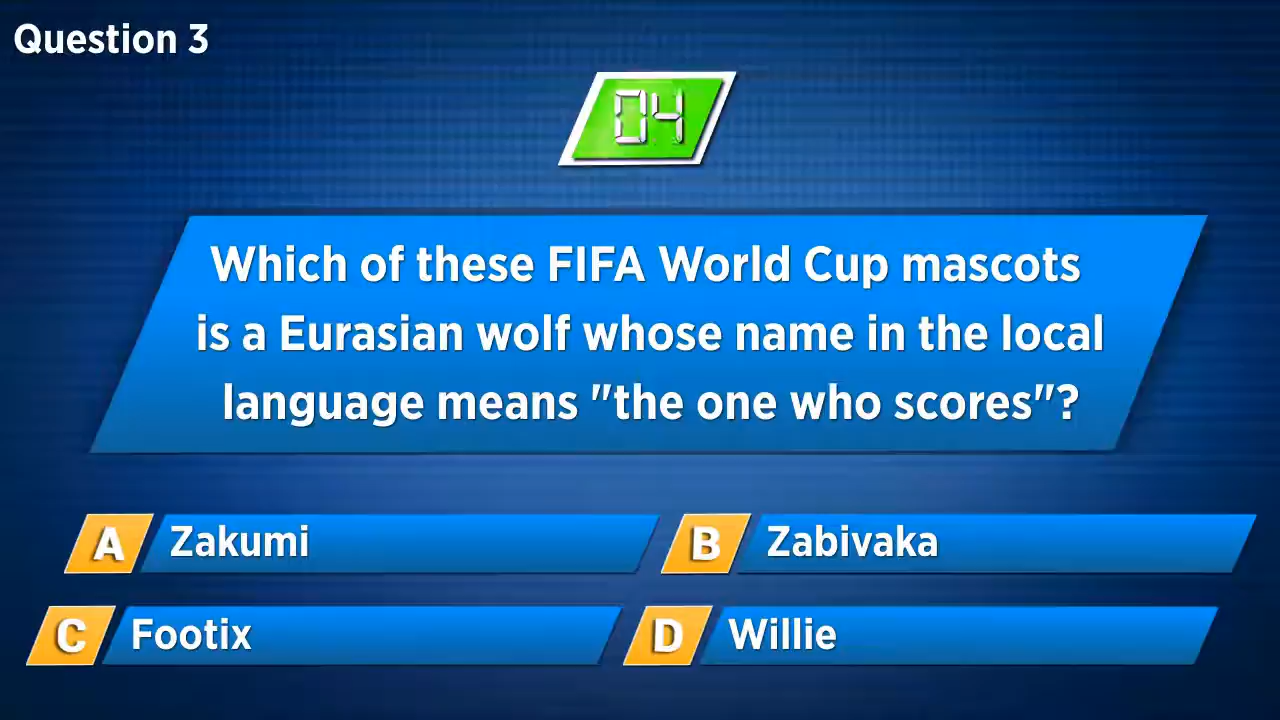 Question 3
04
Which of these FIFA World Cup mascots
is a Eurasian wolf whose name in the local
language means "the one who scores"?
A Zakumi
B Zabivaka
C Footix
D Willie